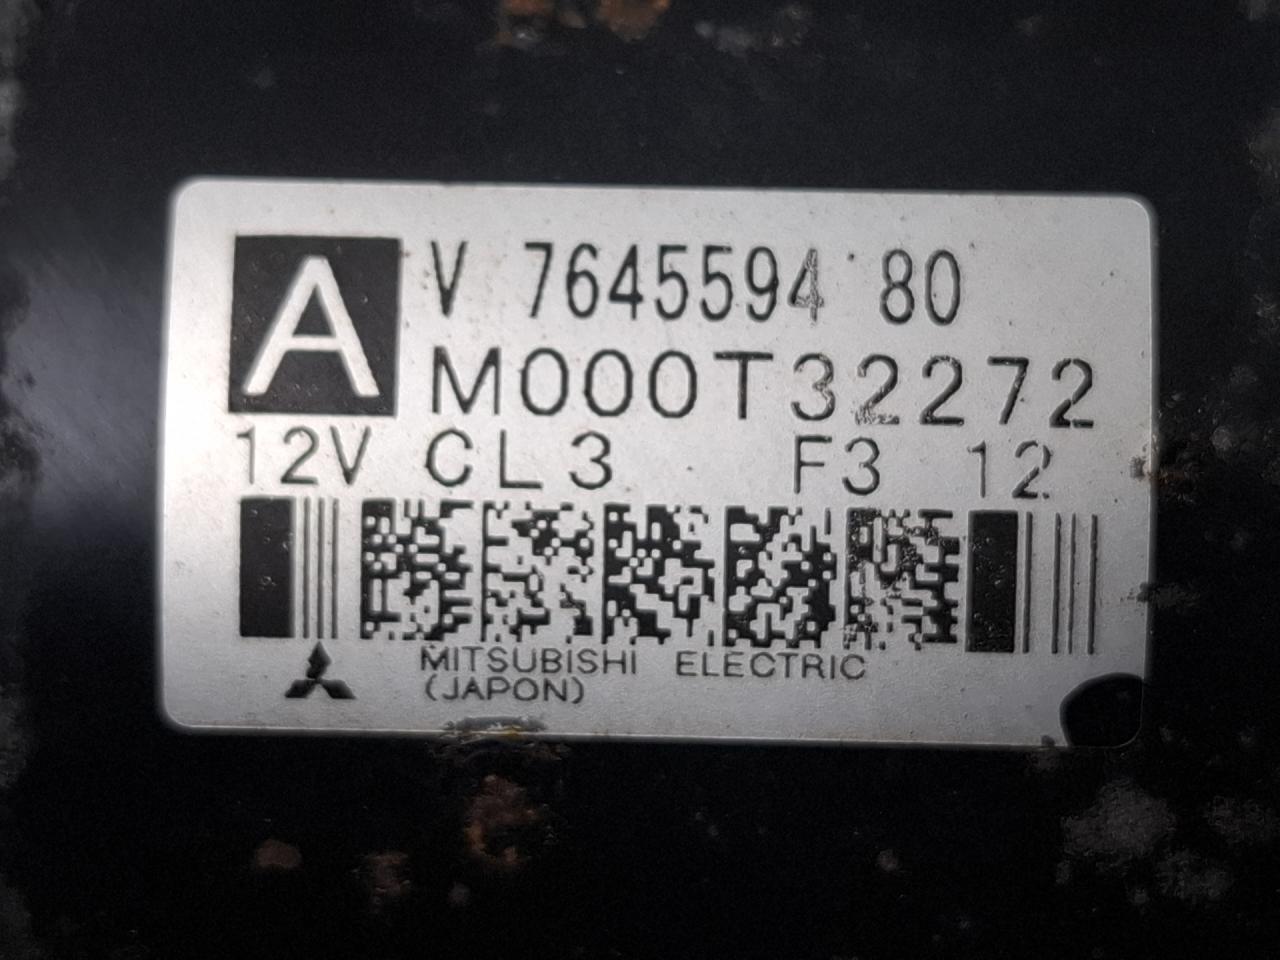 A
V 7645594 80
M000T32272
12V CL3 F3 12
MITSUBISHI ELECTRIC
(JAPON)